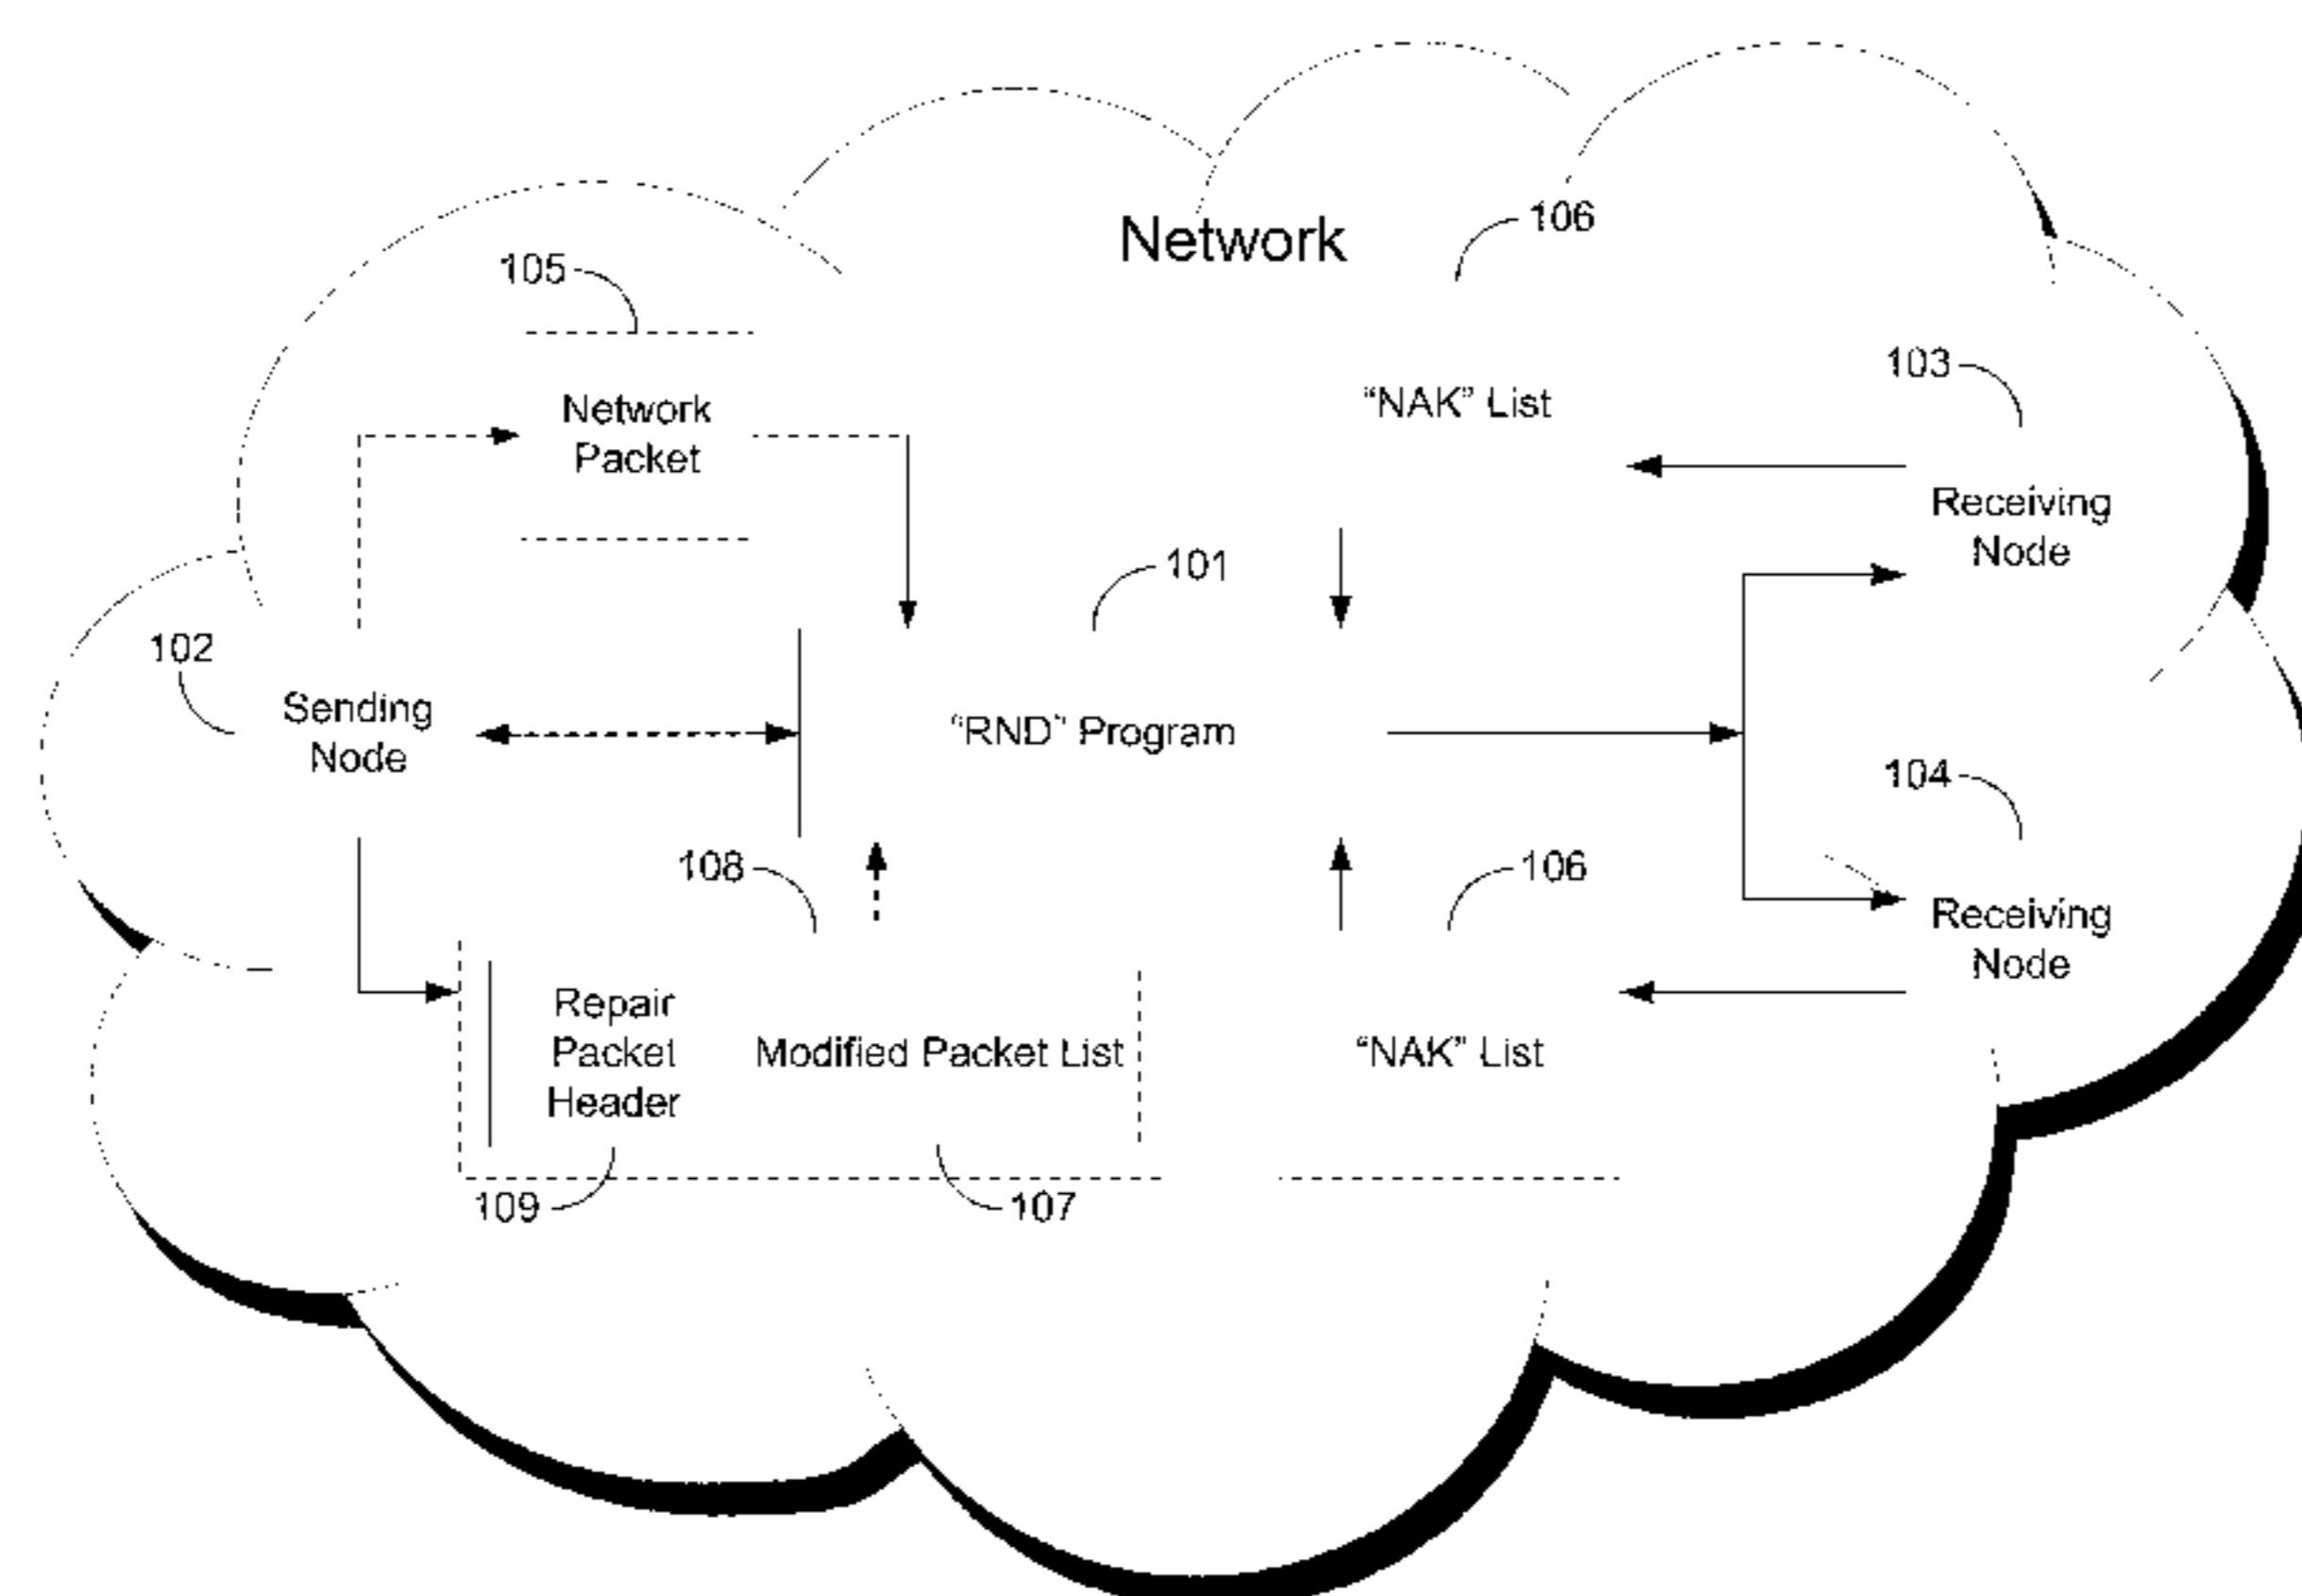 Network
106
105
103
"NAK" List
Network
Packet
Receiving
Node
101
102
Sending
Node
"RND" Program
104
108
106
Receiving
Node
Repair
Packet
Header
Modified Packet List
"NAK" List
109
107